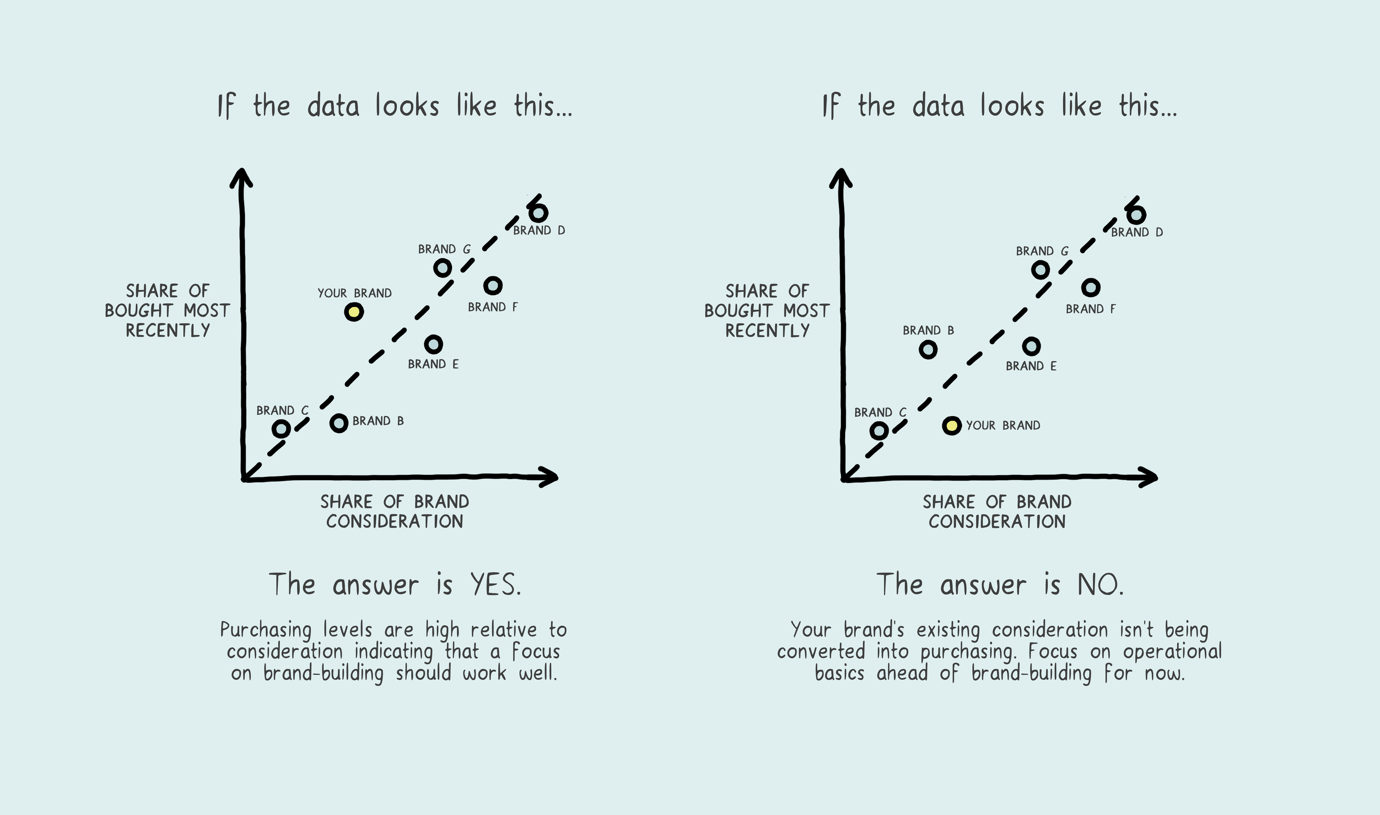 If the data looks like this...
BRAND D
BRAND G
YOUR BRAND
BRAND F
SHARE OF
BOUGHT MOST
RECENTLY
BRAND E
BRAND C
BRAND B
SHARE OF BRAND
CONSIDERATION
The answer is YES.
Purchasing levels are high relative to
consideration indicating that a focus
on brand-building should work well.
If the data looks like this...
BRAND D
BRAND G
BRAND F
SHARE OF
BOUGHT MOST
RECENTLY
BRAND B
BRAND E
BRAND C
YOUR BRAND
SHARE OF BRAND
CONSIDERATION
The answer is NO.
Your brand's existing consideration isn't being
converted into purchasing. Focus on operational
basics ahead of brand-building for now.